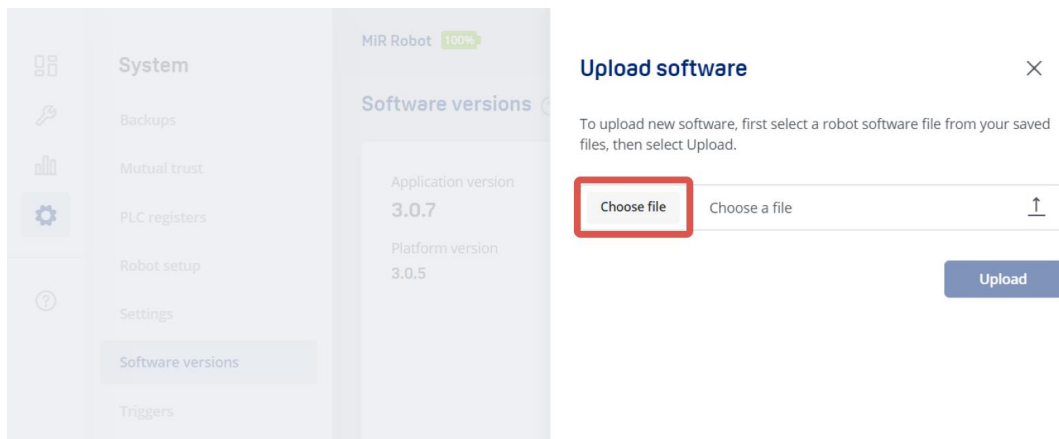 System
Backups
Mutual trust
PLC registers
Robot setup
Settings
Software versions
Triggers
MiR Robot 100%
Software versions
Application version
3.0.7
Platform version
3.0.5
Upload software
To upload new software, first select a robot software file from your saved
files, then select Upload.
Choose file
Choose a file
Upload